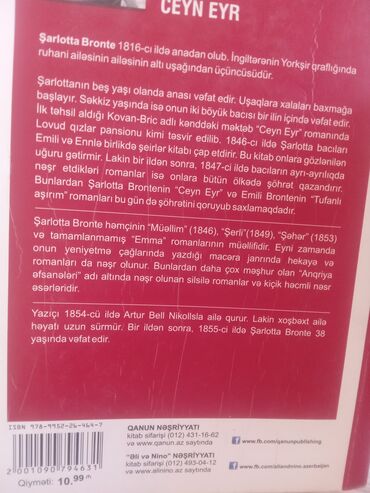 CEYN EYR
Şarlotta Bronte 1816-cı ildə anadan olub. İngiltərənin Yorkşir qraflığında
ruhani ailəsinin ailəsinin altı uşağından üçüncüsüdür.
Şarlottanın beş yaşı olanda anası vəfat edir. Uşaqlara xalaları baxmağa
başlayır. Səkkiz yaşında isə onun iki böyük bacısı bir ilin içində vəfat edir.
İlk təhsil aldığı Kovan-Bric adlı kənddəki məktəb "Ceyn Eyr" romanında
Lovud qızlar pansionu kimi təsvir edilib. 1846-cı ildə Şarlotta bacıları
Emili və Ennlə birlikdə şeirlər kitabı çap etdirir. Bu kitab onlara gözlənilən
uğuru gətirmir. Lakin bir ildən sonra, 1847-ci ildə bacıların ayrı-ayrılıqda
nəşr etdikləri romanlar isə onlara bütün ölkədə şöhrət qazandırır.
Bunlardan Şarlotta Brontenin "Ceyn Eyr" və Emili Brontenin "Tufanlı
aşırım" romanları bu gün də şöhrətini qoruyub saxlamaqdadır.
Şarlotta Bronte həmçinin "Müəllim" (1846), "Şerli"(1849), "Şəhər" (1853)
və tamamlanmamış "Emma" romanlarının müəllifidir. Eyni zamanda
onun yeniyetmə çağlarında yazdığı macəra janrında hekayə və
romanları da nəşr olunur. Bunlardan daha çox məşhur olan "Anqriya
əfsanələri" adı altında nəşr olunan silsilə romanlar və kiçik həcmli nəsr
əsərləridir.
Yazıçı 1854-cü ildə Artur Bell Nikollsla ailə qurur. Lakin xoşbəxt ailə
həyatı uzun sürmür. Bir ildən sonra, 1855-ci ildə Şarlotta Bronte 38
yaşında vəfat edir.
ISBN 978-9952-26-464-7
2001090794631
Qiyməti: 10.99 ₼
QANUN NƏŞRİYYATI
kitab sifarişi (012) 431-16-62
və www.qanun.az saytında
"Əli və Nino" NƏŞRİYYATI
kitab sifarişi (012) 493-04-12
və www.alinino.az saytında
www.fb.com/qanunpublishing
www.fb.com/aliandnino.azerbaijan